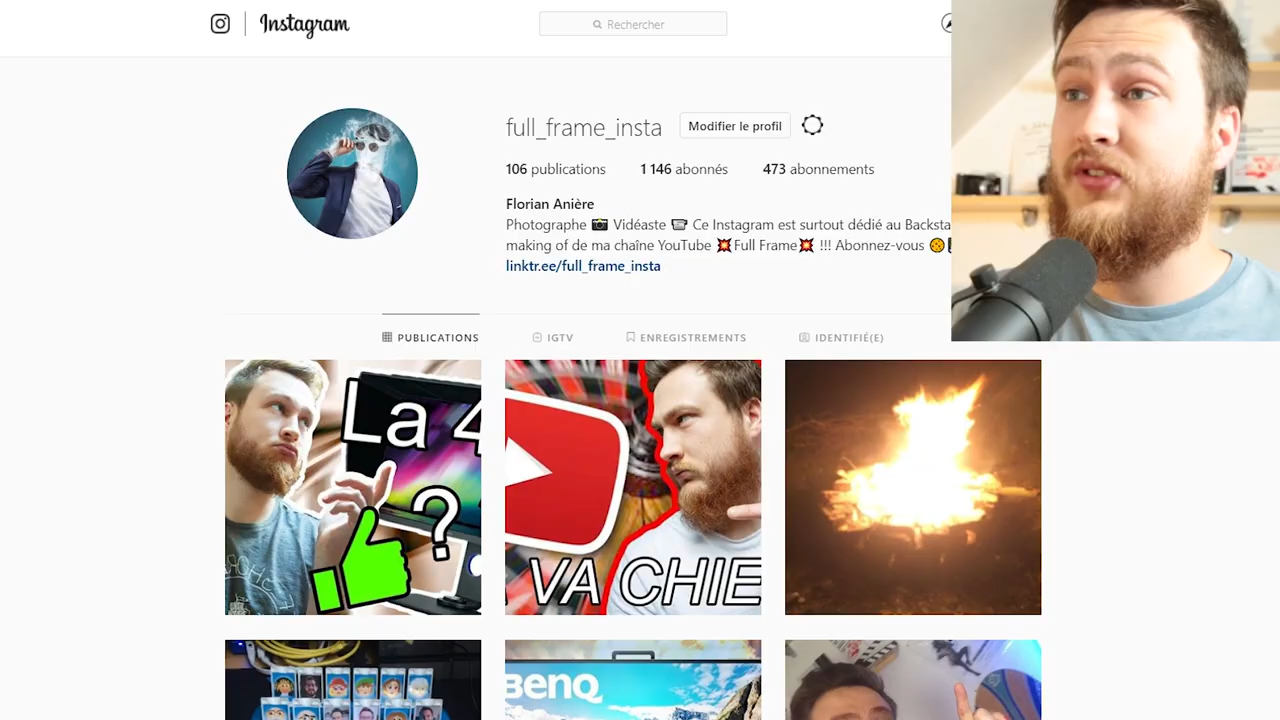 Instagram
Rechercher
full_frame_insta
Modifier le profil
106 publications
1 146 abonnés
473 abonnements
Florian Anière
Photographe 📷 Vidéaste 📹 Ce Instagram est surtout dédié au Backsta
making of de ma chaîne YouTube 💥Full Frame💥 !!! Abonnez-vous
linktr.ee/full_frame_insta
PUBLICATIONS
IGTV
ENREGISTREMENTS
IDENTIFIÉ(E)
La 4
?
VA CHIE
BENQ